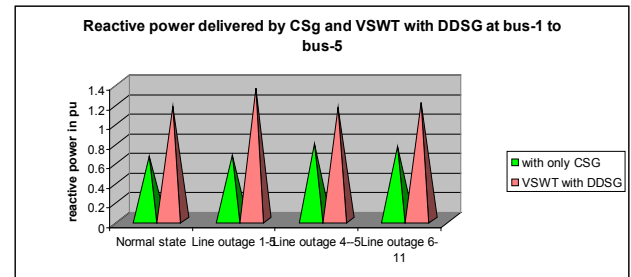 Reactive power delivered by CSg and VSWT with DDSG at bus-1 to
bus-5
reactive power in pu
1.4
1.2
1
0.8
0.6
0.4
0.2
0
Normal state
Line outage 1-5
Line outage 4--5
Line outage 6-
11
with only CSG
VSWT with DDSG